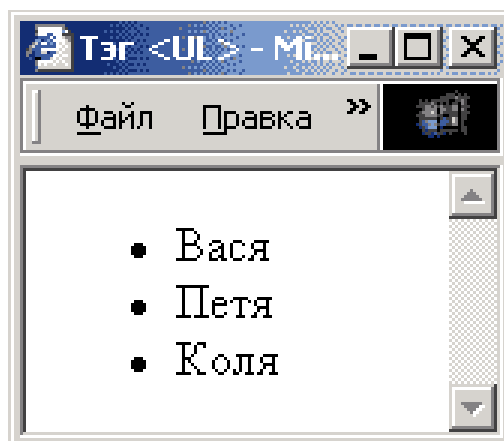 Тэг <UL> - Mi...
Файл Правка »
Вася
Петя
Коля